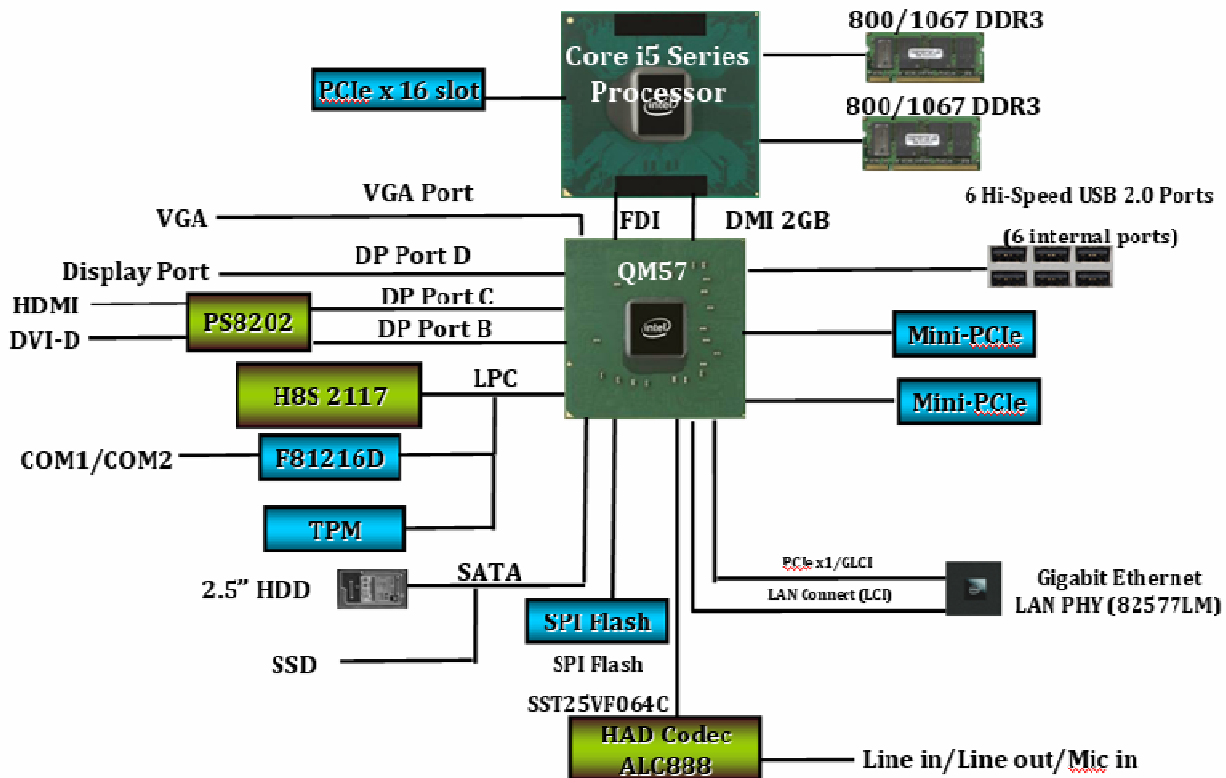 800/1067 DDR3
Core i5 Series
Processor
intel
PCIe x 16 slot
800/1067 DDR3
VGA Port
VGA
FDI
DMI 2GB
6 Hi-Speed USB 2.0 Ports
(6 internal ports)
DP Port D
Display Port
QM57
intel
HDMI
DP Port C
PS8202
DVI-D
DP Port B
Mini-PCIe
H8S 2117
LPC
Mini-PCIe
COM1/COM2
F81216D
TPM
2.5” HDD
SATA
PCIe x1/GLCI
LAN Connect (LCI)
Gigabit Ethernet
LAN PHY (82577LM)
SPI Flash
SSD
SPI Flash
SST25VF064C
HAD Codec
ALC888
Line in/Line out/Mic in